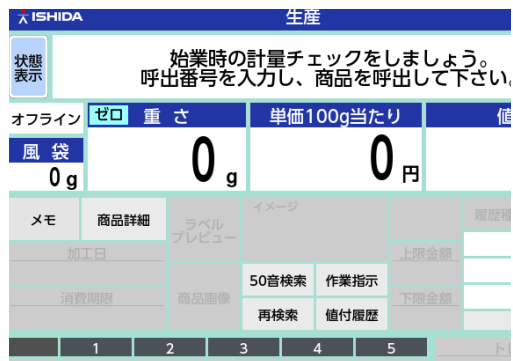 ISHIDA
生産
状態
表示
始業時の計量チェックをしましょう。
呼出番号を入力し、商品を呼出して下さい。
オフライン
ゼロ 重 さ
単価100g当たり
値
風 袋
0 g
0 g
0 円
メモ
商品詳細
ラベル
プレビュー
イメージ
履歴種
加工日
上限金額
50音検索
作業指示
消費期限
商品画像
下限金額
再検索
値付履歴
1
2
3
4
5